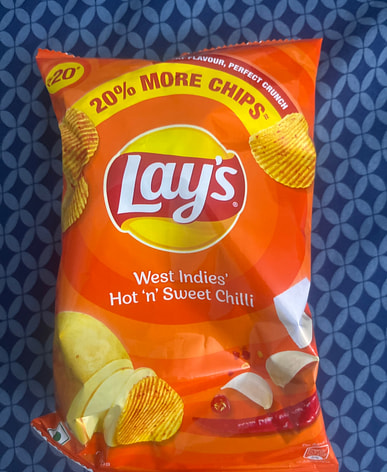 FLAVOUR, PERFECT CRUNCH
₹20
20% MORE CHIPS
Lay's
West Indies'
Hot 'n' Sweet Chilli